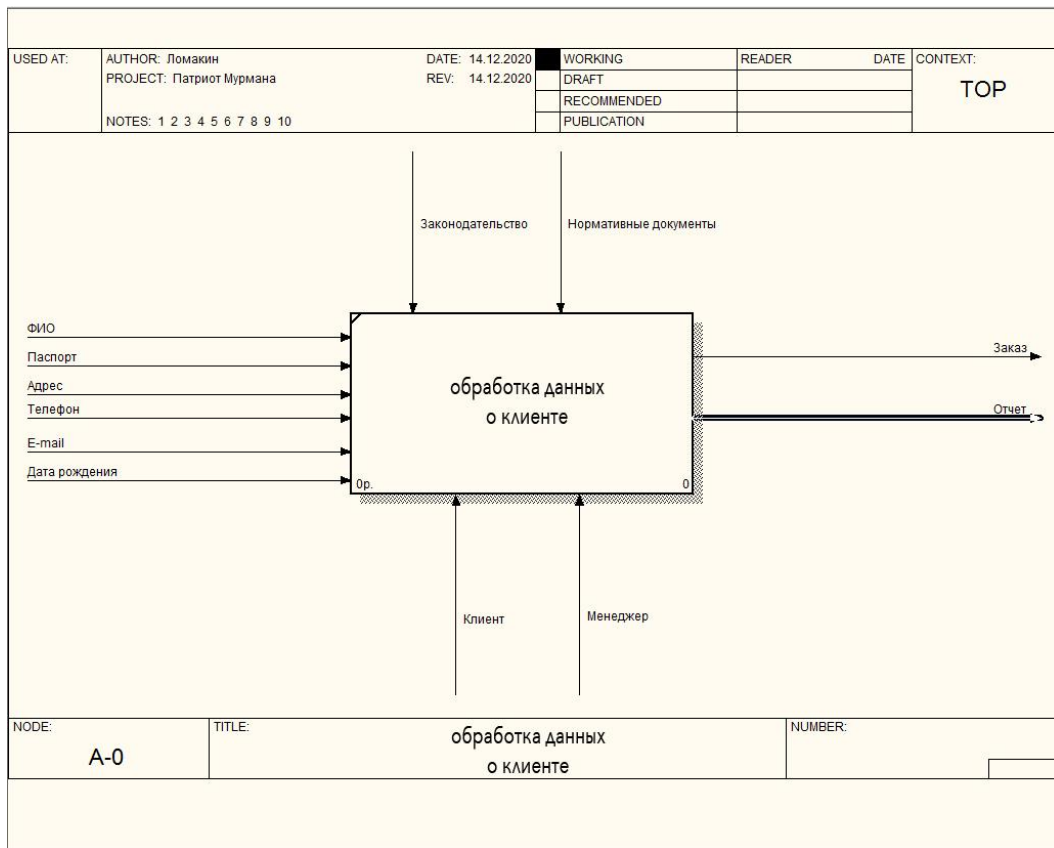 USED AT:
AUTHOR: Ломакин
DATE: 14.12.2020
WORKING
READER
DATE
CONTEXT:
PROJECT: Патриот Мурмана
REV: 14.12.2020
DRAFT
TOP
RECOMMENDED
NOTES: 1 2 3 4 5 6 7 8 9 10
PUBLICATION
Законодательство
Нормативные документы
ФИО
Паспорт
Адрес
Телефон
E-mail
Дата рождения
обработка данных
о клиенте
0р.
0
Заказ
Отчет
Клиент
Менеджер
NODE:
A-0
TITLE:
обработка данных
о клиенте
NUMBER: